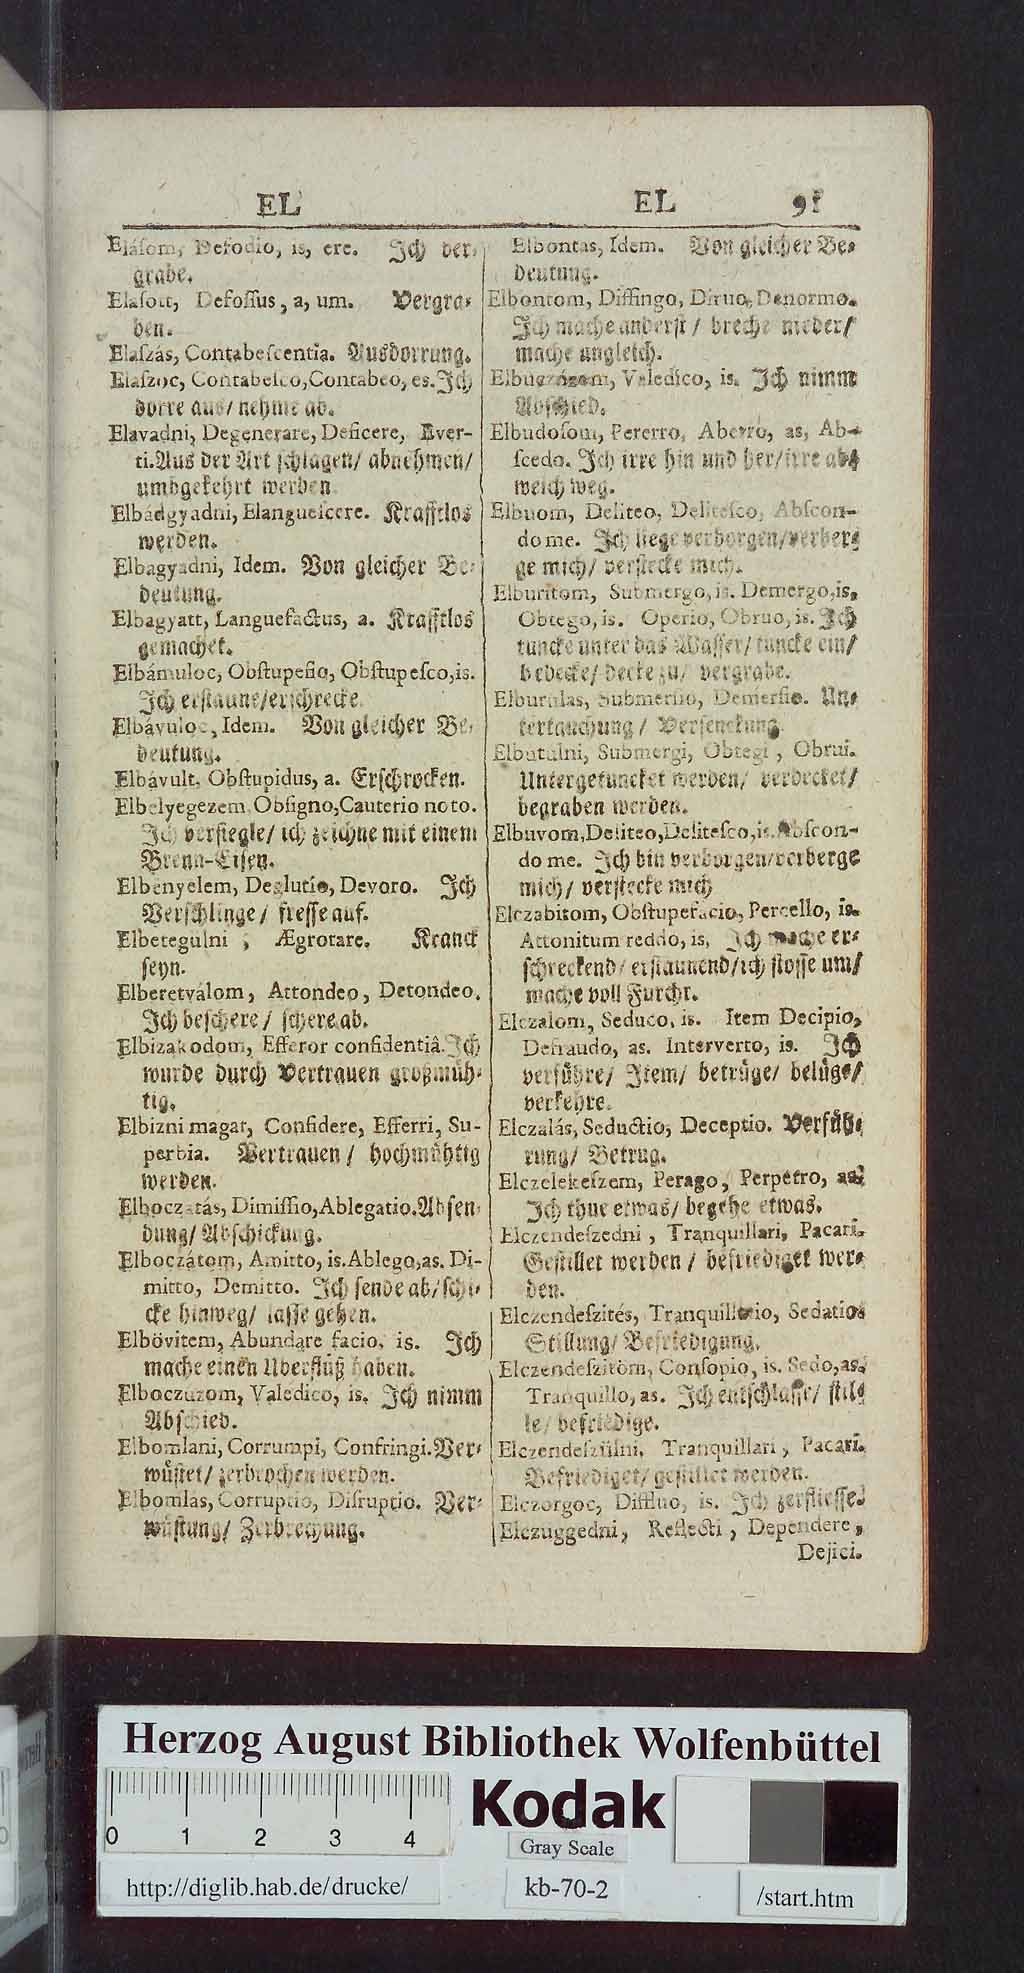 EL
EL 91
Elásom, Defodio, is, ere. Ich ver-
grabe.
Elasott, Defoſſus, a, um. Vergra-
ben.
Elaſzás, Contabeſcentia. Ausdorrung.
Elaſzoc, Contabeſco, Contabeo, es. Ich
dorre aus/ nehme ab.
Elavadni, Degenerare, Deficere, Ever-
ti. Aus der Art ſchlagen/ abnehmen/
umbgekehrt werden.
Elbádgyadni, Elangueſcere. Krafftlos
werden.
Elbagyadni, Idem. Von gleicher Be-
deutung.
Elbagyatt, Languefactus, a. Krafftlos
gemachet.
Elbámuloc, Obſtupefio, Obſtupeſco, is.
Ich erſtaune/ erſchrecke.
Elbávuloc, Idem. Von gleicher Be-
deutung.
Elbávult, Obſtupidus, a. Erſchrocken.
Elbelyegezem, Obſigno, Cauterio noto.
Ich verſiegle/ ich zeichne mit einem
Brenn-Eiſen.
Elbényelem, Deglutio, Devoro. Ich
Verſchlinge/ freſſe auf.
Elbetegülni, Ægrotare. Kranck
ſeyn.
Elberetválom, Attondeo, Detondeo.
Ich beſchere/ ſchere ab.
Elbizakodom, Efferor confidentiâ. Ich
wurde durch Vertrauen großmüh-
tig.
Elbizni magat, Confidere, Efferri, Su-
perbia. Vertrauen/ hochmühtig
werden.
Elboczatás, Dimiſſio, Ablegatio. Abſen-
dung/ Abſchickung.
Elboczátom, Amitto, is. Ablego, as. Di-
mitto, Demitto. Ich ſende ab/ ſchi-
cke hinweg/ laſſe gehen.
Elbövitem, Abundare facio, is. Ich
mache einen Uberfluß haben.
Elboczuzom, Valedico, is. Ich nimm
Abſchied.
Elbomlani, Corrumpi, Confringi. Ver-
wüſtet/ zerbrochen werden.
Elbomlas, Corruptio, Diſruptio. Ver-
wüſtung/ Zerbrechung.
Elbontas, Idem. Von gleicher Be-
deutung.
Elbontom, Diffingo, Diruo, Denormo.
Ich mache anderſt/ breche nieder/
mache ungleich.
Valedico, is. Ich nimm
Abſchied.
Elbudoſom, Pererro, Aberro, as, Ab-
ſcedo. Ich irre hin und her/ irre ab/
weich weg.
Elbuom, Deliteo, Deliteſco, Abſcon-
do me. Ich liege verborgen/ verber-
ge mich/ verſtecke mich.
Elburitom, Submergo, is. Demergo, is.
Obtego, is. Operio, Obruo, is. Ich
tuncke unter das Waſſer/ tuncke ein/
bedecke/ decke zu/ vergrabe.
Elburulas, Submerſio, Demerſio. Un-
tertauchung/ Verſenckung.
Elbutulni, Submergi, Obtegi, Obrui.
Untergetuncket werden/ verdecket/
begraben werden.
Elbuvom, Deliteo, Deliteſco, is. Abſcon-
do me. Ich bin verborgen/ verberge
mich/ verſtecke mich
Elczabitom, Obſtupefacio, Percello, is.
Attonitum reddo, is. Ich mache er-
ſchreckend/ erſtaunend/ ich ſtoſſe um/
mache voll Furcht.
Elczalom, Seduco, is. Item Decipio,
Defraudo, as. Interverto, is. Ich
verführe/ Item/ betrüge/ belüge/
verkehre.
Elczalás, Seductio, Deceptio. Verfüh-
rung/ Betrug.
Elczelekeſzem, Perago, Perpetro, as.
Ich thue etwas/ begehe etwas.
Elczendeſzedni, Tranquillari, Pacari.
Geſtillet werden/ befriediget wer-
den.
Elczendeſzités, Tranquillatio, Sedatio.
Stillung/ Befriedigung.
Elczendeſzitöm, Conſopio, is. Sedo, as.
Tranquillo, as. Ich entſchlaffe/ ſtil-
le/ befriedige.
Elczendeſzülni, Tranquillari, Pacari.
Befriediget/ geſtillet werden.
Elczorgoc, Diffluo, is. Ich zerflieſſe.
Elczuggedni, Reflecti, Dependere,
Dejici.
Herzog August Bibliothek Wolfenbüttel
0 1 2 3 4
Kodak
Gray Scale
http://diglib.hab.de/drucke/
kb-70-2
/start.htm